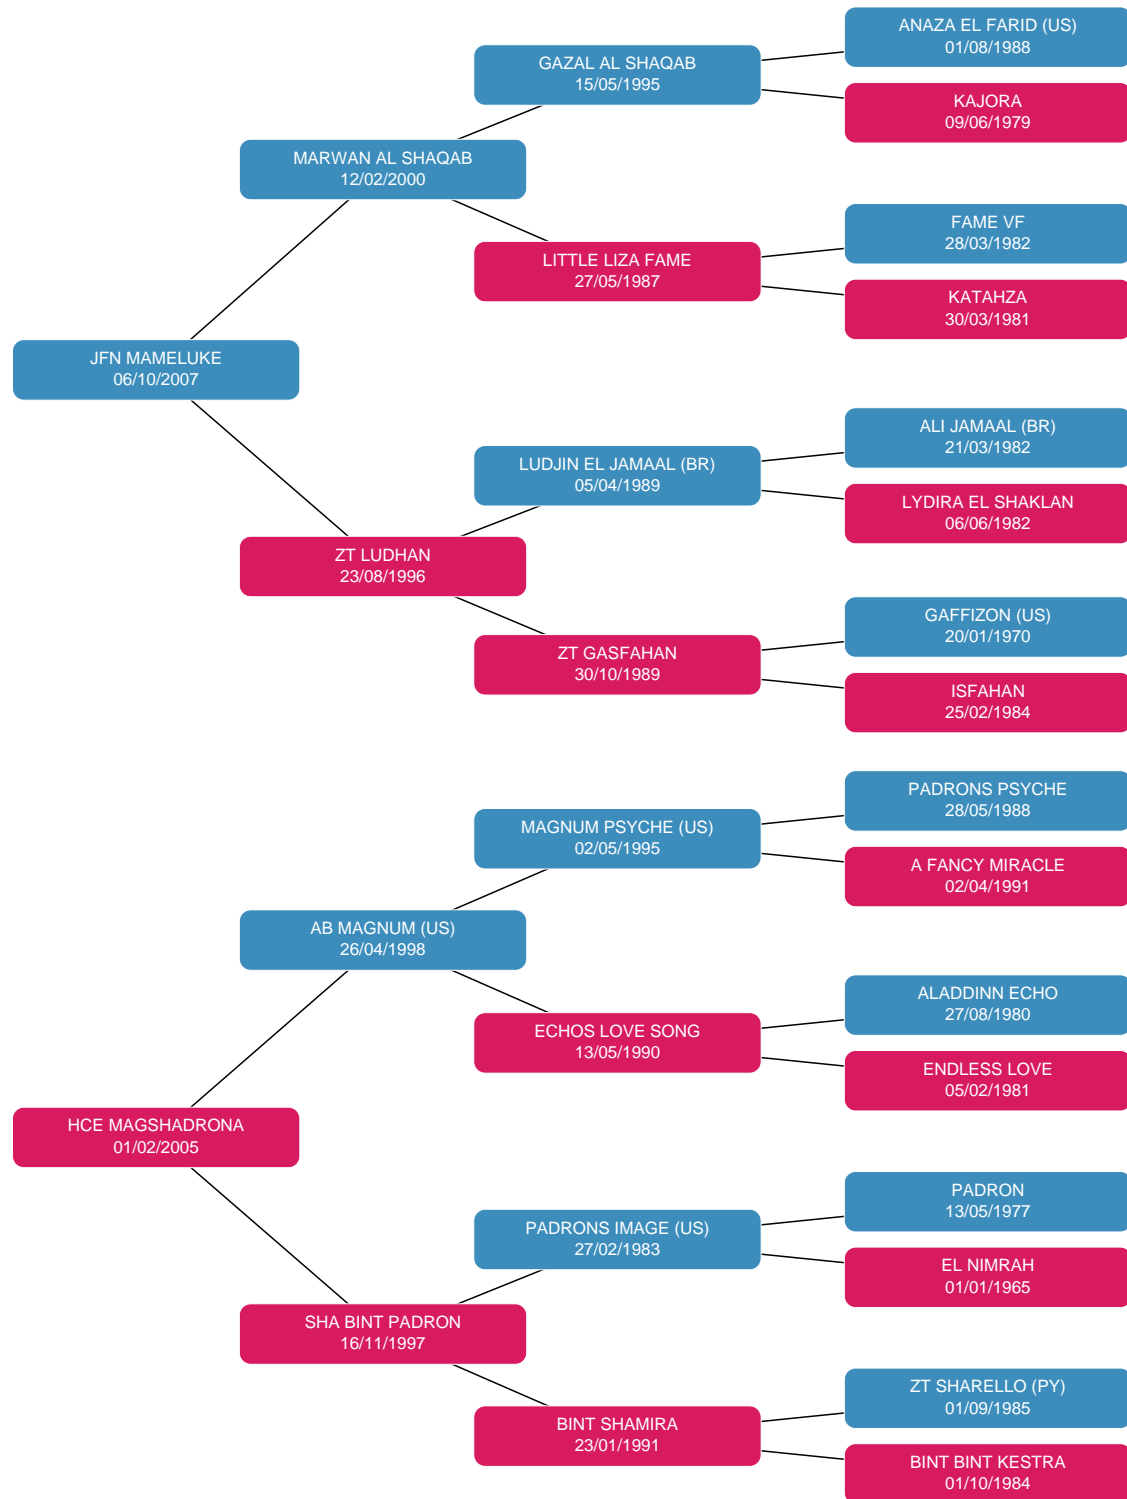 ANAZA EL FARID (US)
01/08/1988
GAZAL AL SHAQAB
15/05/1995
KAJORA
09/06/1979
MARWAN AL SHAQAB
12/02/2000
FAME VF
28/03/1982
LITTLE LIZA FAME
27/05/1987
KATAHZA
30/03/1981
JFN MAMELUKE
06/10/2007
ALI JAMAAL (BR)
21/03/1982
LUDJIN EL JAMAAL (BR)
05/04/1989
LYDIRA EL SHAKLAN
06/06/1982
ZT LUDHAN
23/08/1996
GAFFIZON (US)
20/01/1970
ZT GASFAHAN
30/10/1989
ISFAHAN
25/02/1984
PADRONS PSYCHE
28/05/1988
MAGNUM PSYCHE (US)
02/05/1995
A FANCY MIRACLE
02/04/1991
AB MAGNUM (US)
26/04/1998
ALADDINN ECHO
27/08/1980
ECHOS LOVE SONG
13/05/1990
ENDLESS LOVE
05/02/1981
HCE MAGSHADRONA
01/02/2005
PADRON
13/05/1977
PADRONS IMAGE (US)
27/02/1983
EL NIMRAH
01/01/1965
SHA BINT PADRON
16/11/1997
ZT SHARELLO (PY)
01/09/1985
BINT SHAMIRA
23/01/1991
BINT BINT KESTRA
01/10/1984